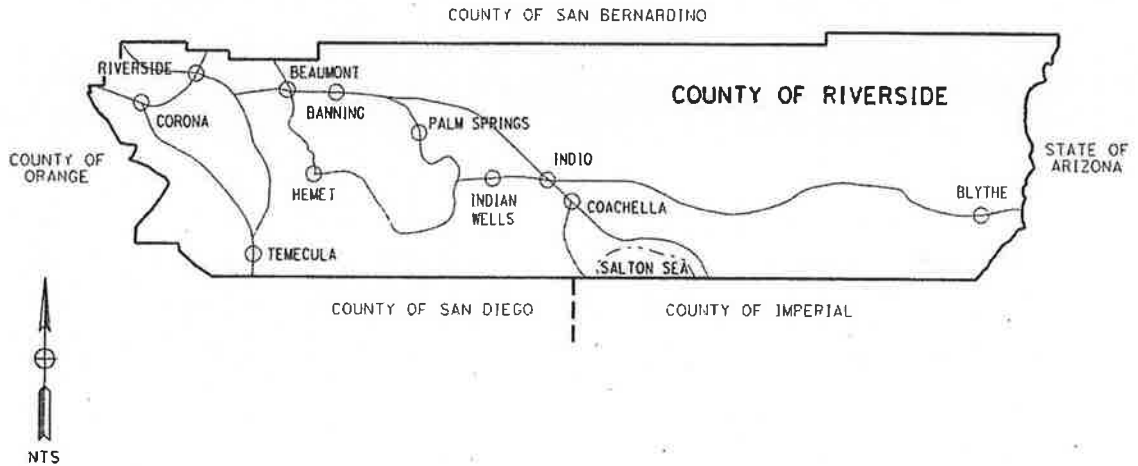 COUNTY OF SAN BERNARDINO
RIVERSIDE
BEAUMONT
COUNTY OF RIVERSIDE
CORONA
BANNING
PALM SPRINGS
COUNTY OF
ORANGE
STATE OF
ARIZONA
INDIO
HEMET
INDIAN
WELLS
COACHELLA
BLYTHE
TEMECULA
SALTON SEA
COUNTY OF SAN DIEGO
COUNTY OF IMPERIAL
NTS